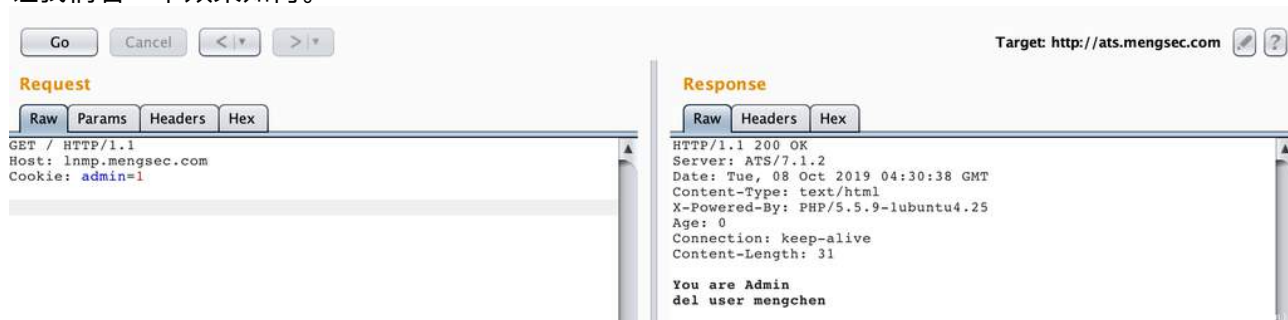 Go Cancel < > Target: http://ats.mengsec.com ?
Request
Raw Params Headers Hex
GET / HTTP/1.1
Host: lnmp.mengsec.com
Cookie: admin=1
Response
Raw Headers Hex
HTTP/1.1 200 OK
Server: ATS/7.1.2
Date: Tue, 08 Oct 2019 04:30:38 GMT
Content-Type: text/html
X-Powered-By: PHP/5.5.9-1ubuntu4.25
Age: 0
Connection: keep-alive
Content-Length: 31
You are Admin
del user mengchen